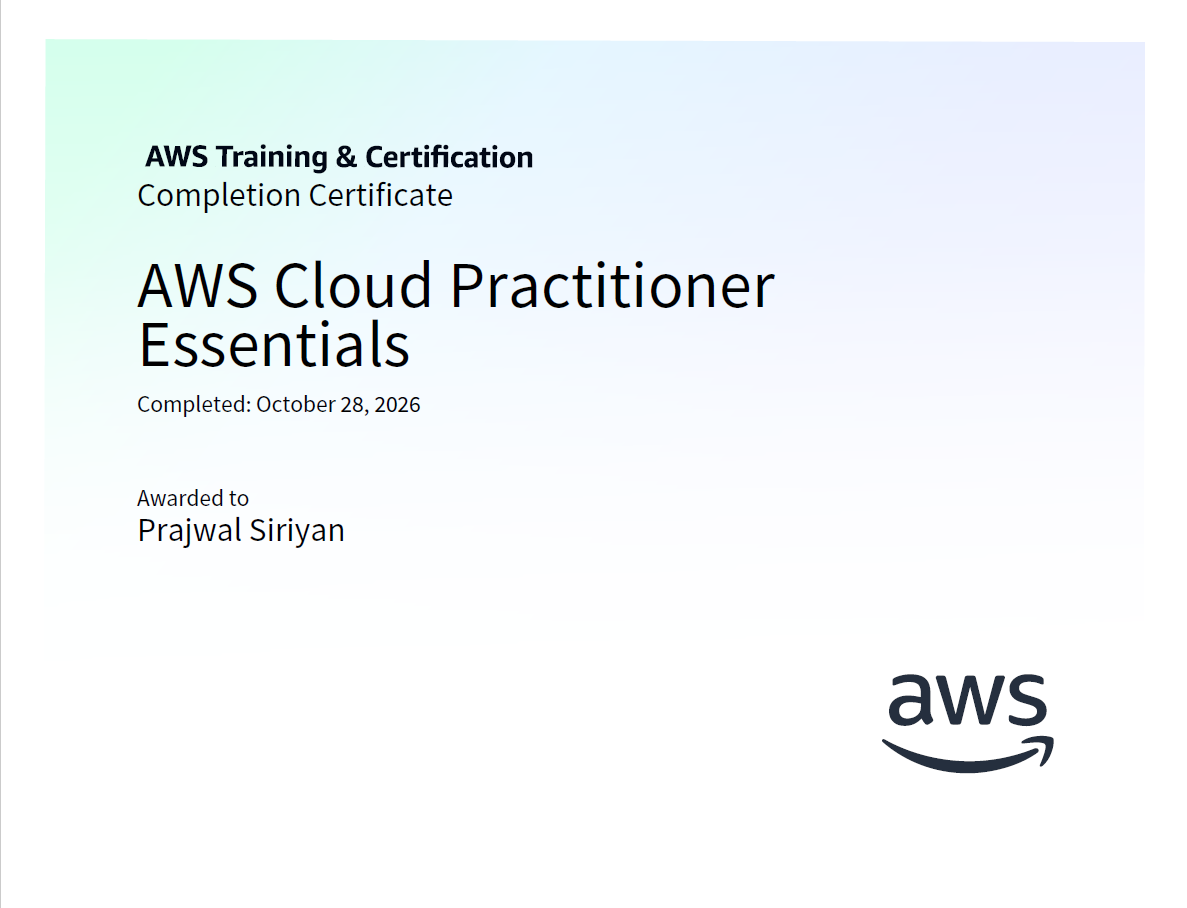 AWS Training & Certification
Completion Certificate
AWS Cloud Practitioner
Essentials
Completed: October 28, 2026
Awarded to
Prajwal Siriyan
aws